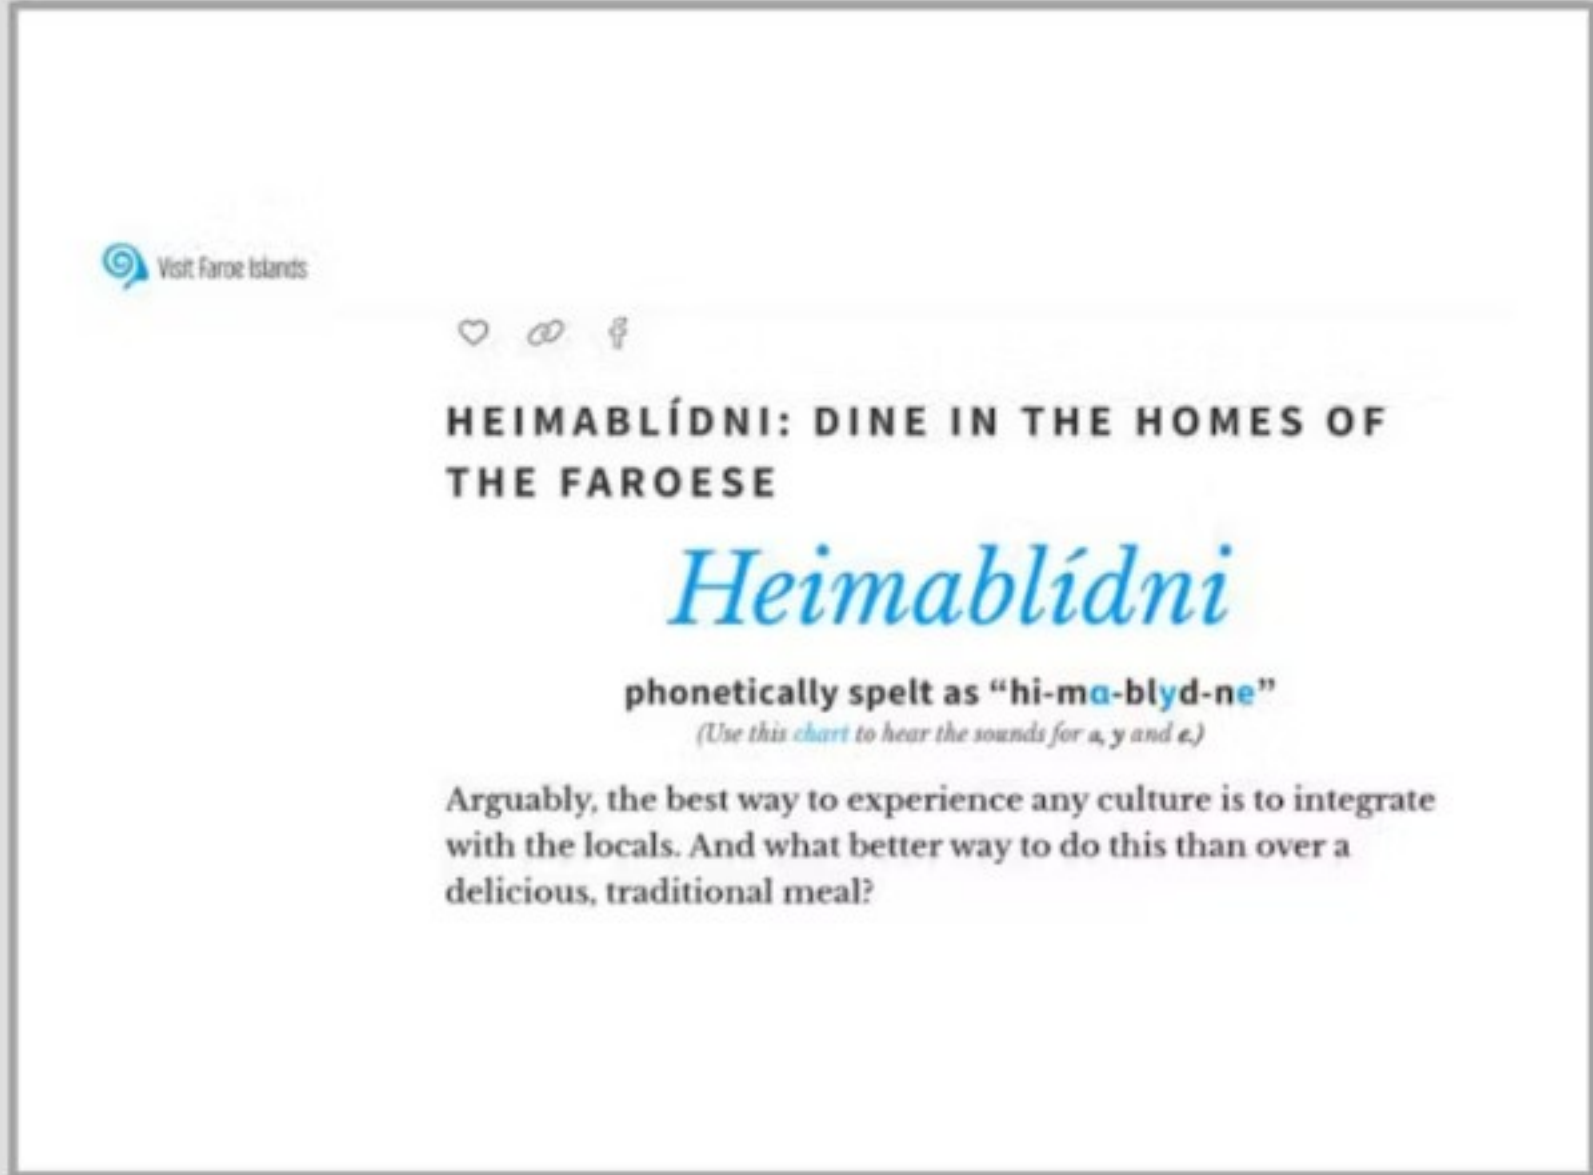 Visit Faroe Islands
HEIMABLÍDNI: DINE IN THE HOMES OF
THE FAROESE
Heimablídni
phonetically spelt as “hi-mɑ-blyd-ne”
(Use this chart to hear the sounds for a, y and e.)
Arguably, the best way to experience any culture is to integrate
with the locals. And what better way to do this than over a
delicious, traditional meal?